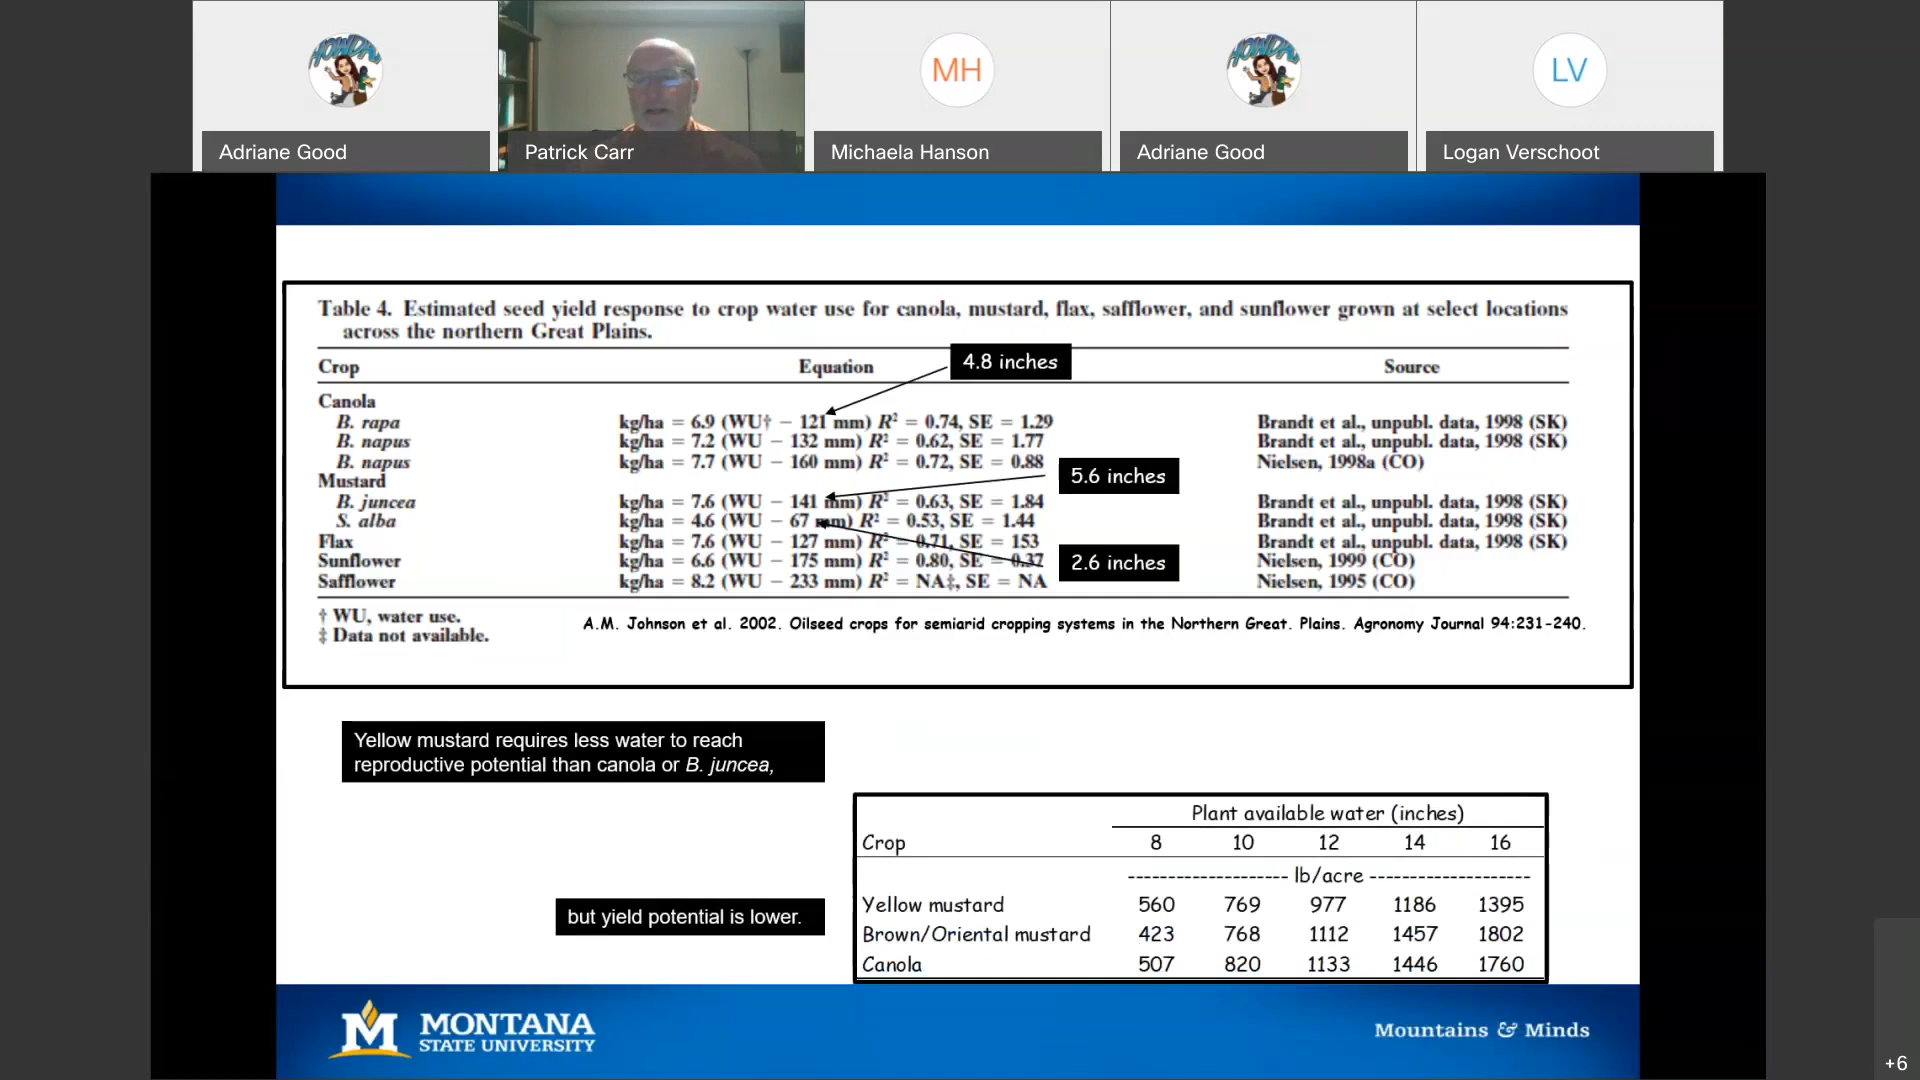 HOWDY
MH
HOWDY
LV
Adriane Good
Patrick Carr
Michaela Hanson
Adriane Good
Logan Verschoot
Table 4. Estimated seed yield response to crop water use for canola, mustard, flax, safflower, and sunflower grown at select locations
across the northern Great Plains.
4.8 inches
Crop Equation Source
Canola
B. rapa kg/ha = 6.9 (WU† − 121 mm) R² = 0.74, SE = 1.29 Brandt et al., unpubl. data, 1998 (SK)
B. napus kg/ha = 7.2 (WU − 132 mm) R² = 0.62, SE = 1.77 Brandt et al., unpubl. data, 1998 (SK)
B. napus kg/ha = 7.7 (WU − 160 mm) R² = 0.72, SE = 0.88 Nielsen, 1998a (CO)
5.6 inches
Mustard
B. juncea kg/ha = 7.6 (WU − 141 mm) R² = 0.63, SE = 1.84 Brandt et al., unpubl. data, 1998 (SK)
S. alba kg/ha = 4.6 (WU − 67 mm) R² = 0.53, SE = 1.44 Brandt et al., unpubl. data, 1998 (SK)
Flax kg/ha = 7.6 (WU − 127 mm) R² = 0.71, SE = 153 Brandt et al., unpubl. data, 1998 (SK)
Sunflower kg/ha = 6.6 (WU − 175 mm) R² = 0.80, SE = 0.37 Nielsen, 1999 (CO)
2.6 inches
Safflower kg/ha = 8.2 (WU − 233 mm) R² = NA‡, SE = NA Nielsen, 1995 (CO)
† WU, water use.
‡ Data not available.
A.M. Johnson et al. 2002. Oilseed crops for semiarid cropping systems in the Northern Great. Plains. Agronomy Journal 94:231-240.
Yellow mustard requires less water to reach
reproductive potential than canola or B. juncea,
but yield potential is lower.
Plant available water (inches)
Crop 8 10 12 14 16
-------------------- lb/acre --------------------
Yellow mustard 560 769 977 1186 1395
Brown/Oriental mustard 423 768 1112 1457 1802
Canola 507 820 1133 1446 1760
M MONTANA
STATE UNIVERSITY
Mountains & Minds
+6